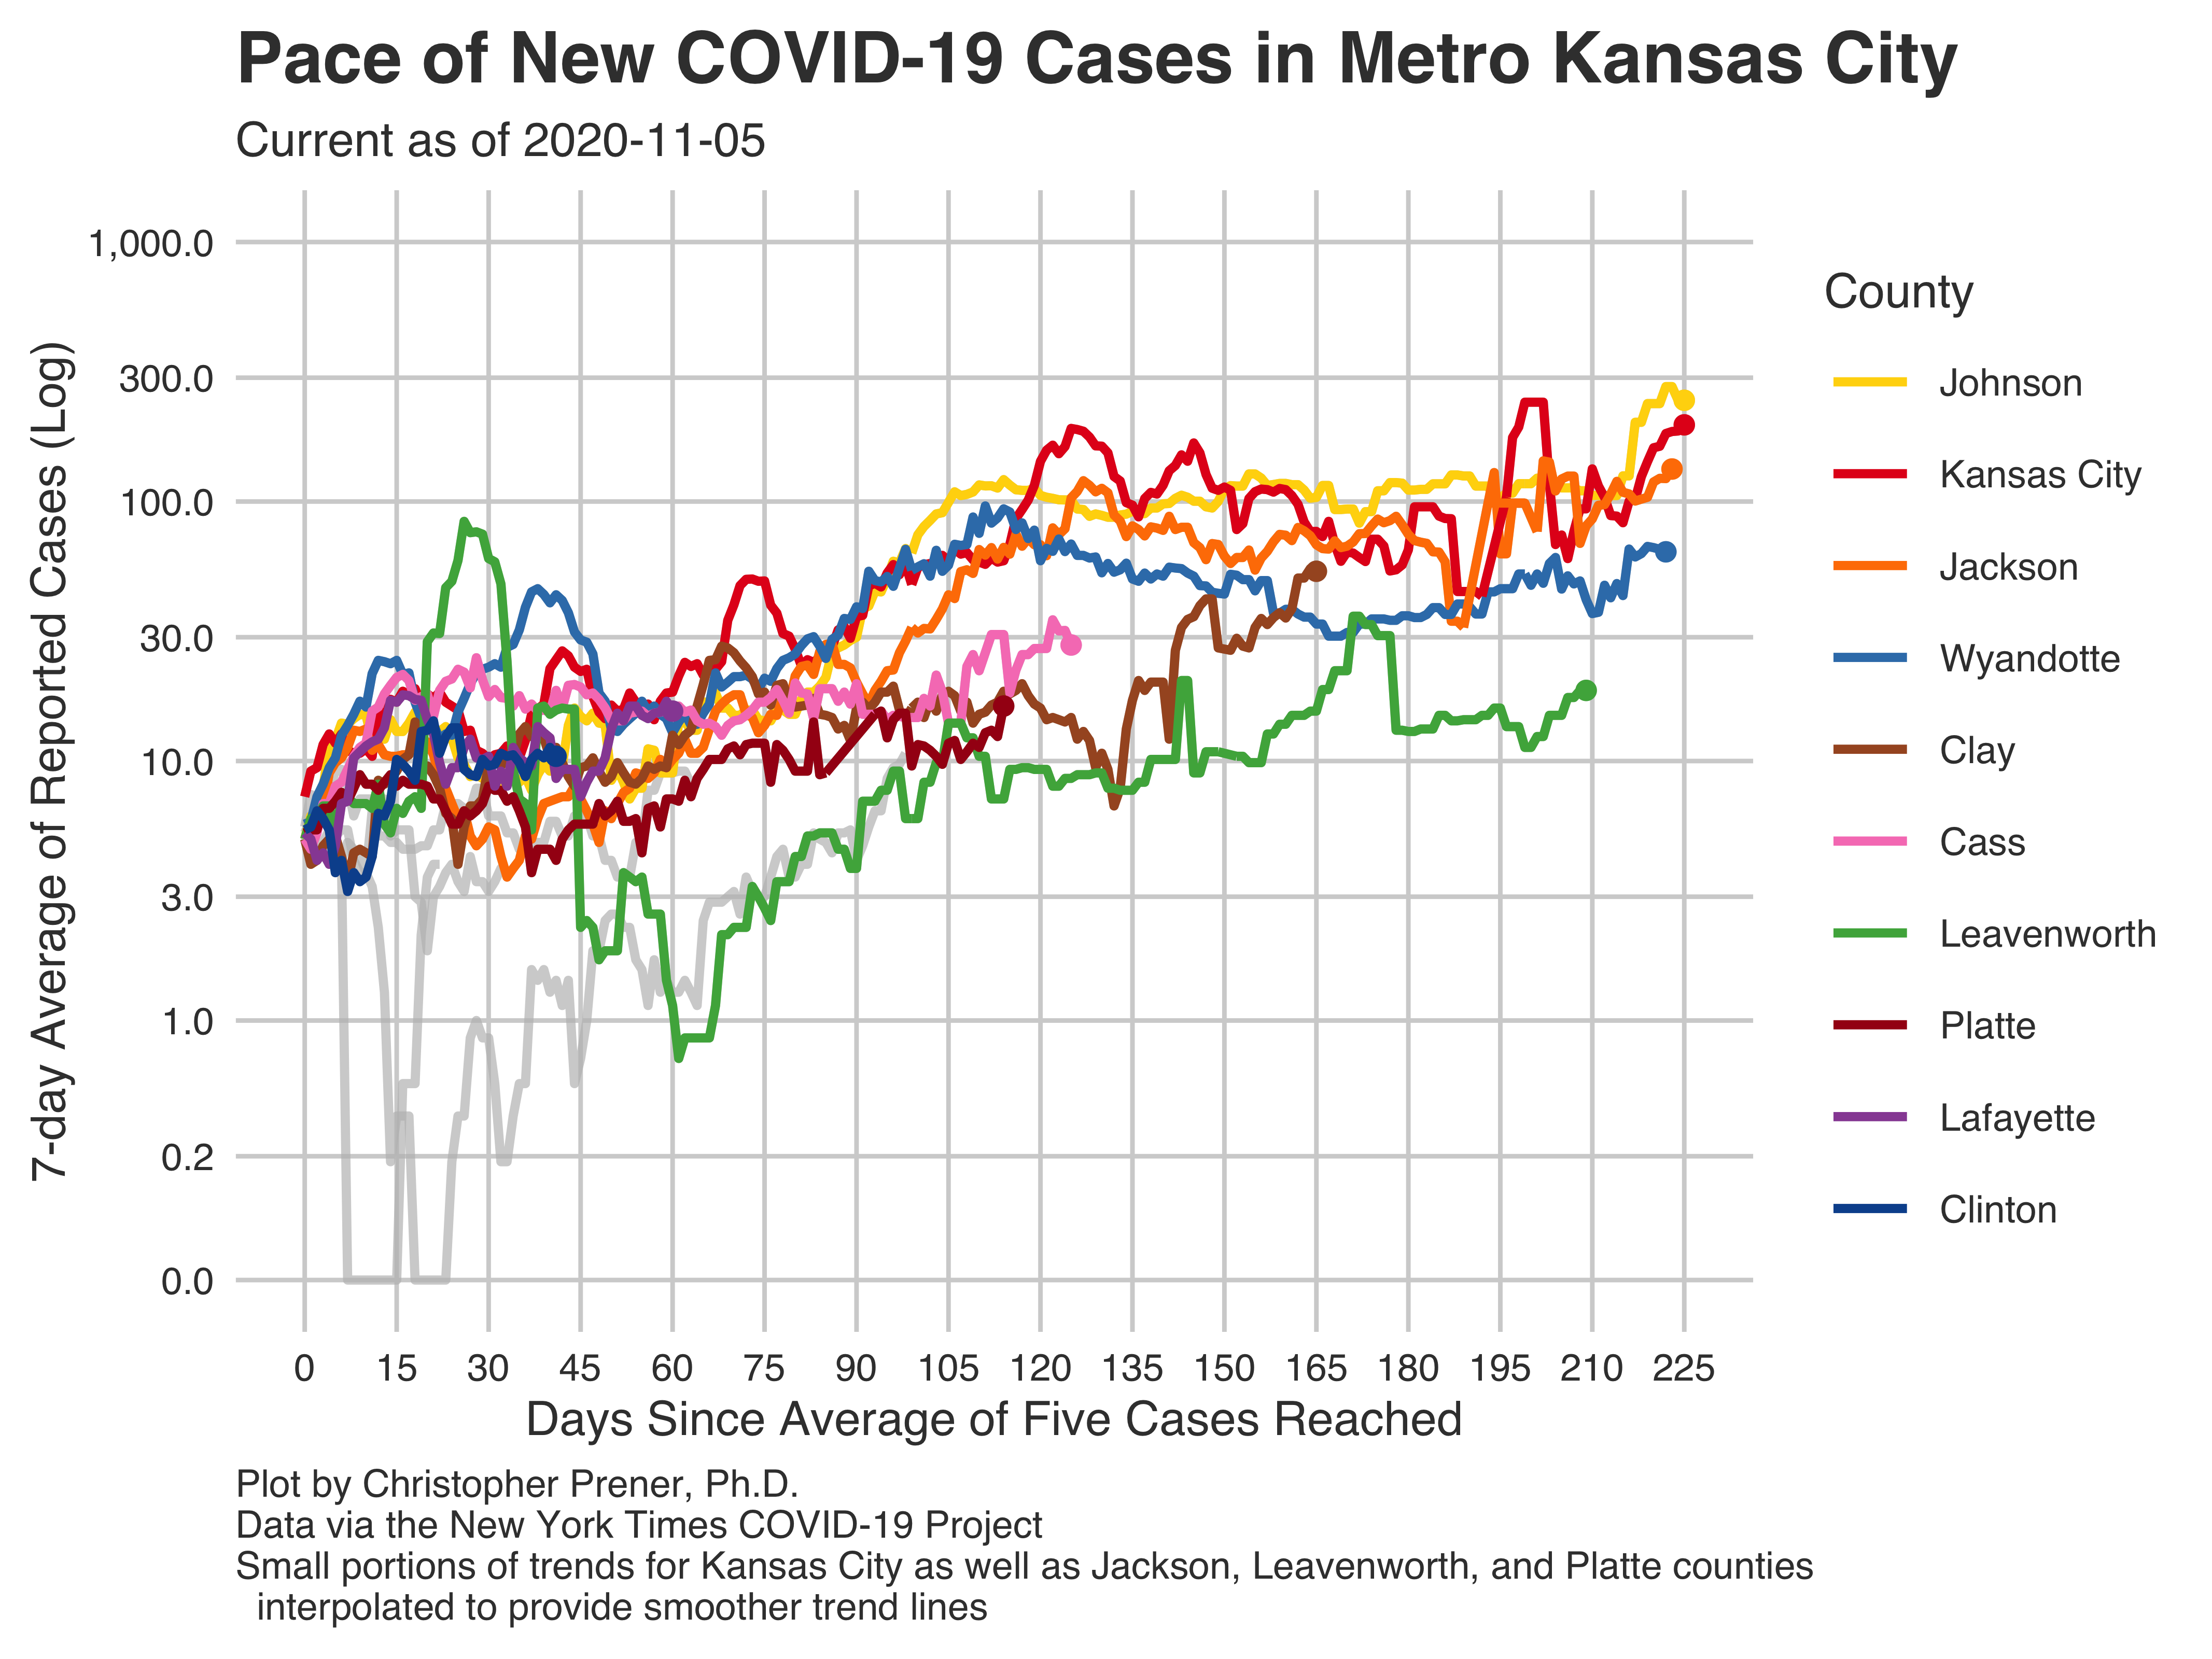 Pace of New COVID-19 Cases in Metro Kansas City
Current as of 2020-11-05
7-day Average of Reported Cases (Log)
1,000.0
300.0
100.0
30.0
10.0
3.0
1.0
0.2
0.0
0 15 30 45 60 75 90 105 120 135 150 165 180 195 210 225
Days Since Average of Five Cases Reached
County
Johnson
Kansas City
Jackson
Wyandotte
Clay
Cass
Leavenworth
Platte
Lafayette
Clinton
Plot by Christopher Prener, Ph.D.
Data via the New York Times COVID-19 Project
Small portions of trends for Kansas City as well as Jackson, Leavenworth, and Platte counties
interpolated to provide smoother trend lines